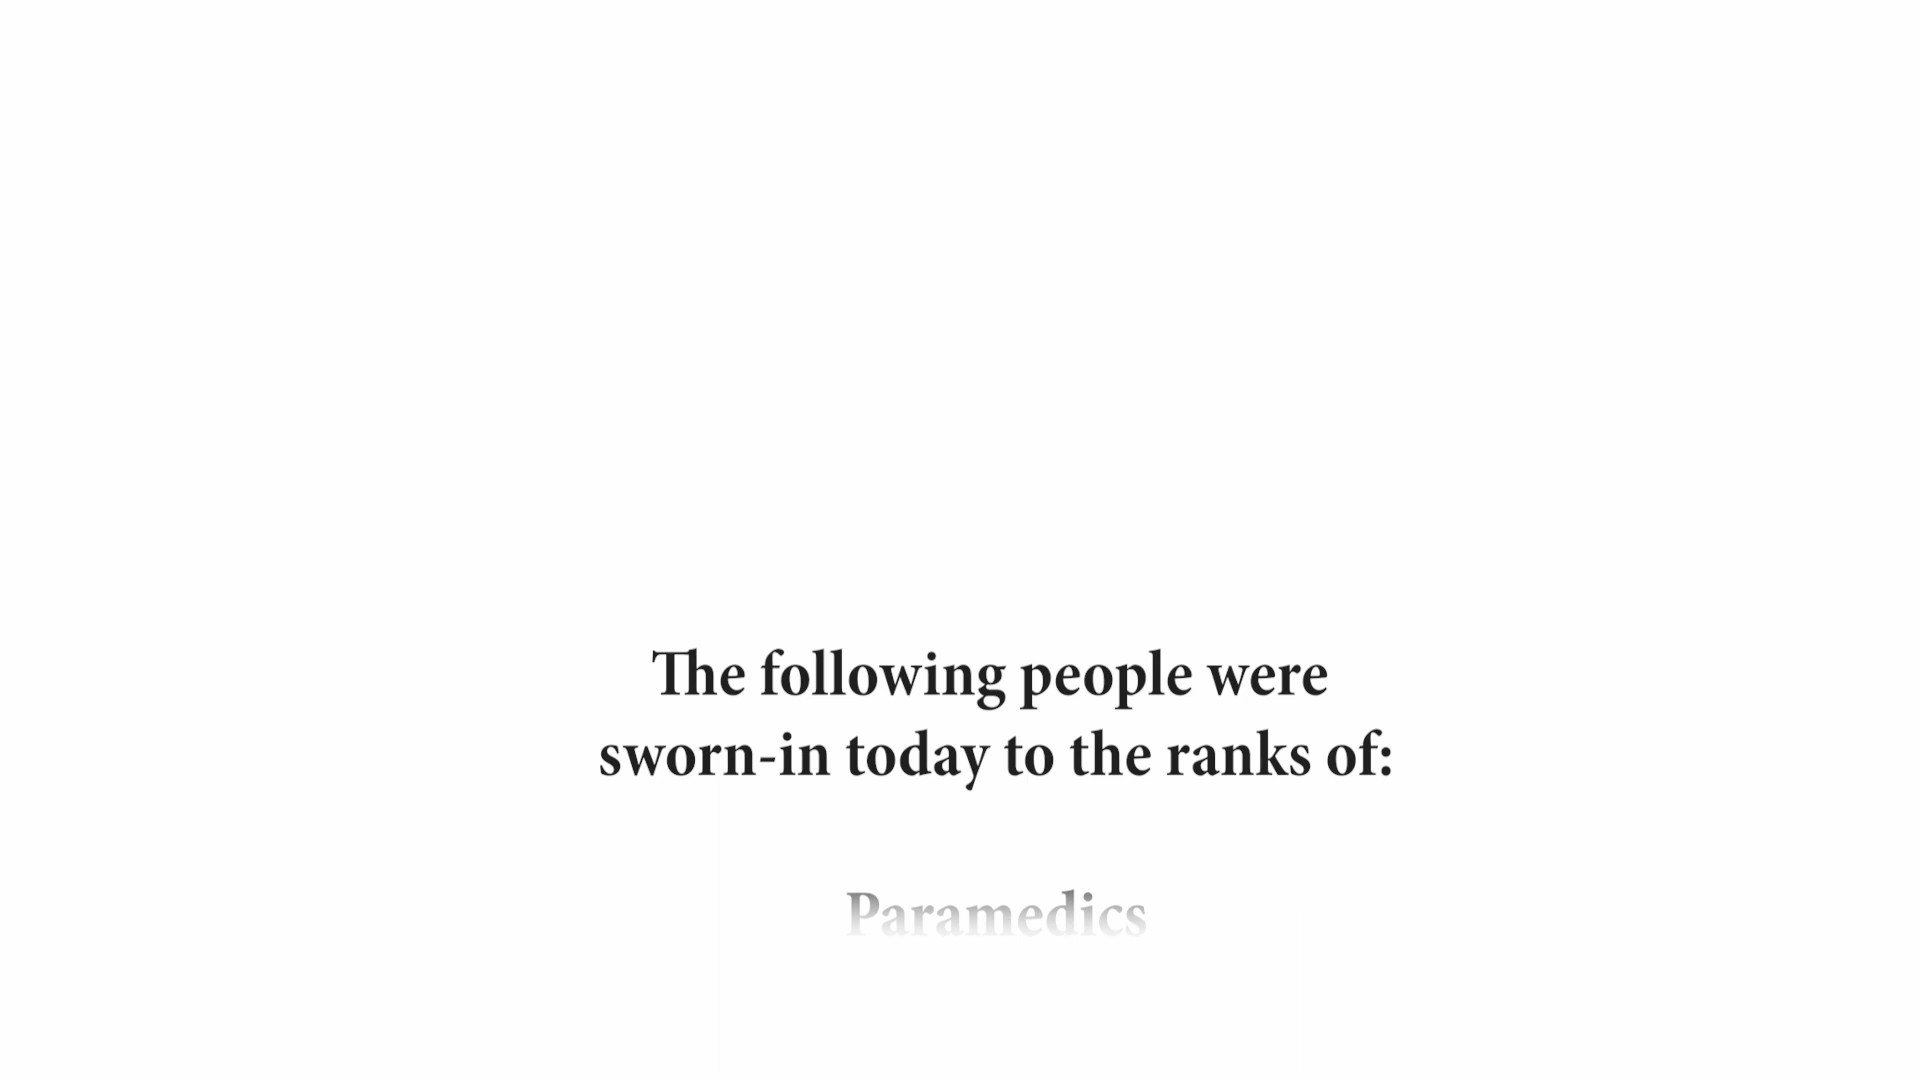 The following people were
sworn-in today to the ranks of:
Paramedics